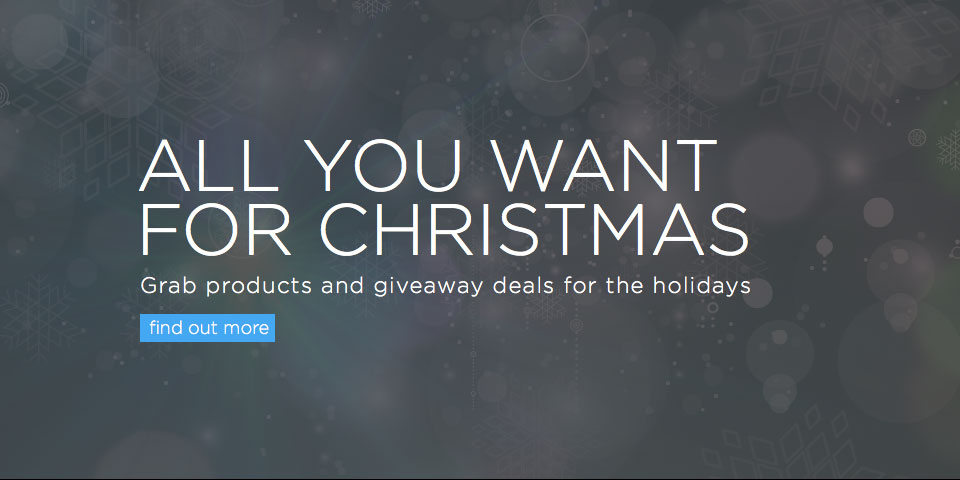 ALL YOU WANT
FOR CHRISTMAS
Grab products and giveaway deals for the holidays
find out more